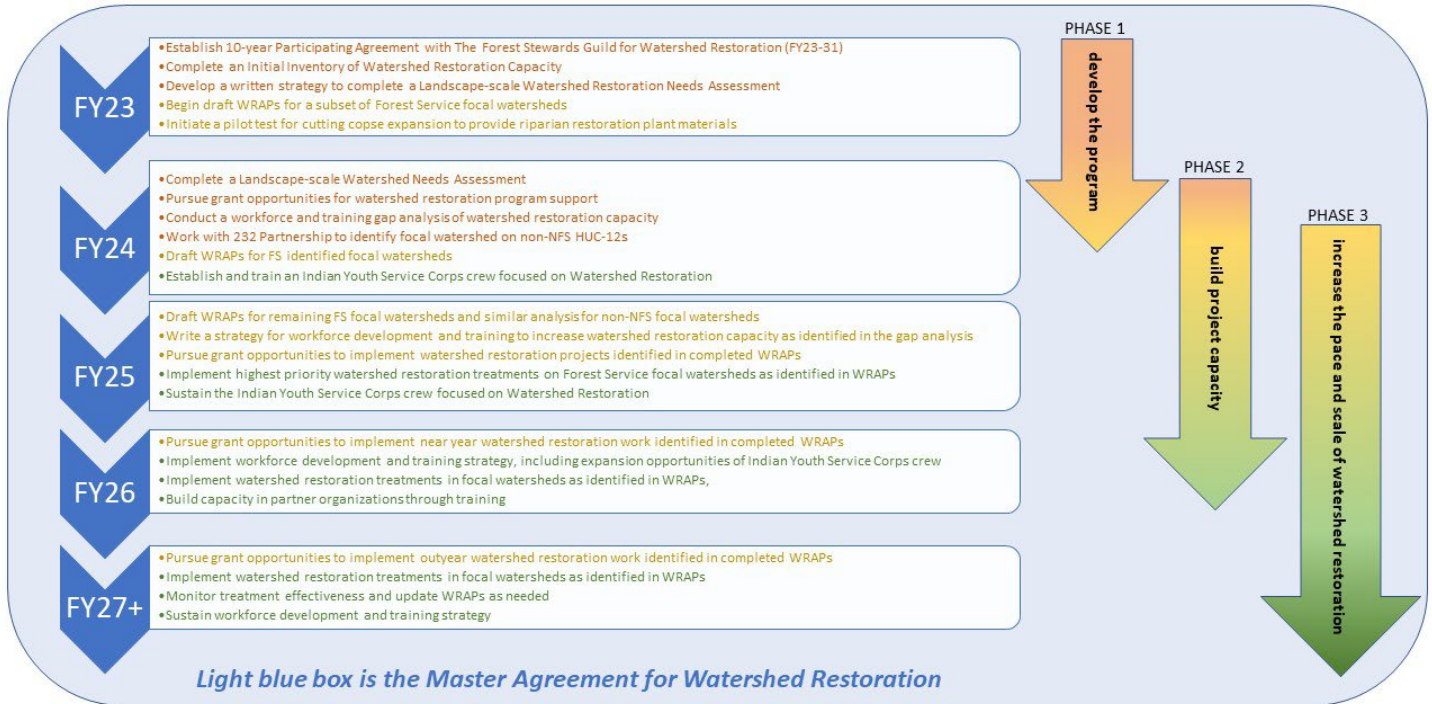 FY23
•Establish 10-year Participating Agreement with The Forest Stewards Guild for Watershed Restoration (FY23-31)
•Complete an Initial Inventory of Watershed Restoration Capacity
•Develop a written strategy to complete a Landscape-scale Watershed Restoration Needs Assessment
•Begin draft WRAPs for a subset of Forest Service focal watersheds
•Initiate a pilot test for cutting copse expansion to provide riparian restoration plant materials
FY24
•Complete a Landscape-scale Watershed Needs Assessment
•Pursue grant opportunities for watershed restoration program support
•Conduct a workforce and training gap analysis of watershed restoration capacity
•Work with 232 Partnership to identify focal watershed on non-NFS HUC-12s
•Draft WRAPs for FS identified focal watersheds
•Establish and train an Indian Youth Service Corps crew focused on Watershed Restoration
FY25
•Draft WRAPs for remaining FS focal watersheds and similar analysis for non-NFS focal watersheds
•Write a strategy for workforce development and training to increase watershed restoration capacity as identified in the gap analysis
•Pursue grant opportunities to implement watershed restoration projects identified in completed WRAPs
•Implement highest priority watershed restoration treatments on Forest Service focal watersheds as identified in WRAPs
•Sustain the Indian Youth Service Corps crew focused on Watershed Restoration
FY26
•Pursue grant opportunities to implement near year watershed restoration work identified in completed WRAPs
•Implement workforce development and training strategy, including expansion opportunities of Indian Youth Service Corps crew
•Implement watershed restoration treatments in focal watersheds as identified in WRAPs,
•Build capacity in partner organizations through training
FY27+
•Pursue grant opportunities to implement outyear watershed restoration work identified in completed WRAPs
•Implement watershed restoration treatments in focal watersheds as identified in WRAPs
•Monitor treatment effectiveness and update WRAPs as needed
•Sustain workforce development and training strategy
PHASE 1
develop the program
PHASE 2
build project capacity
PHASE 3
increase the pace and scale of watershed restoration
Light blue box is the Master Agreement for Watershed Restoration